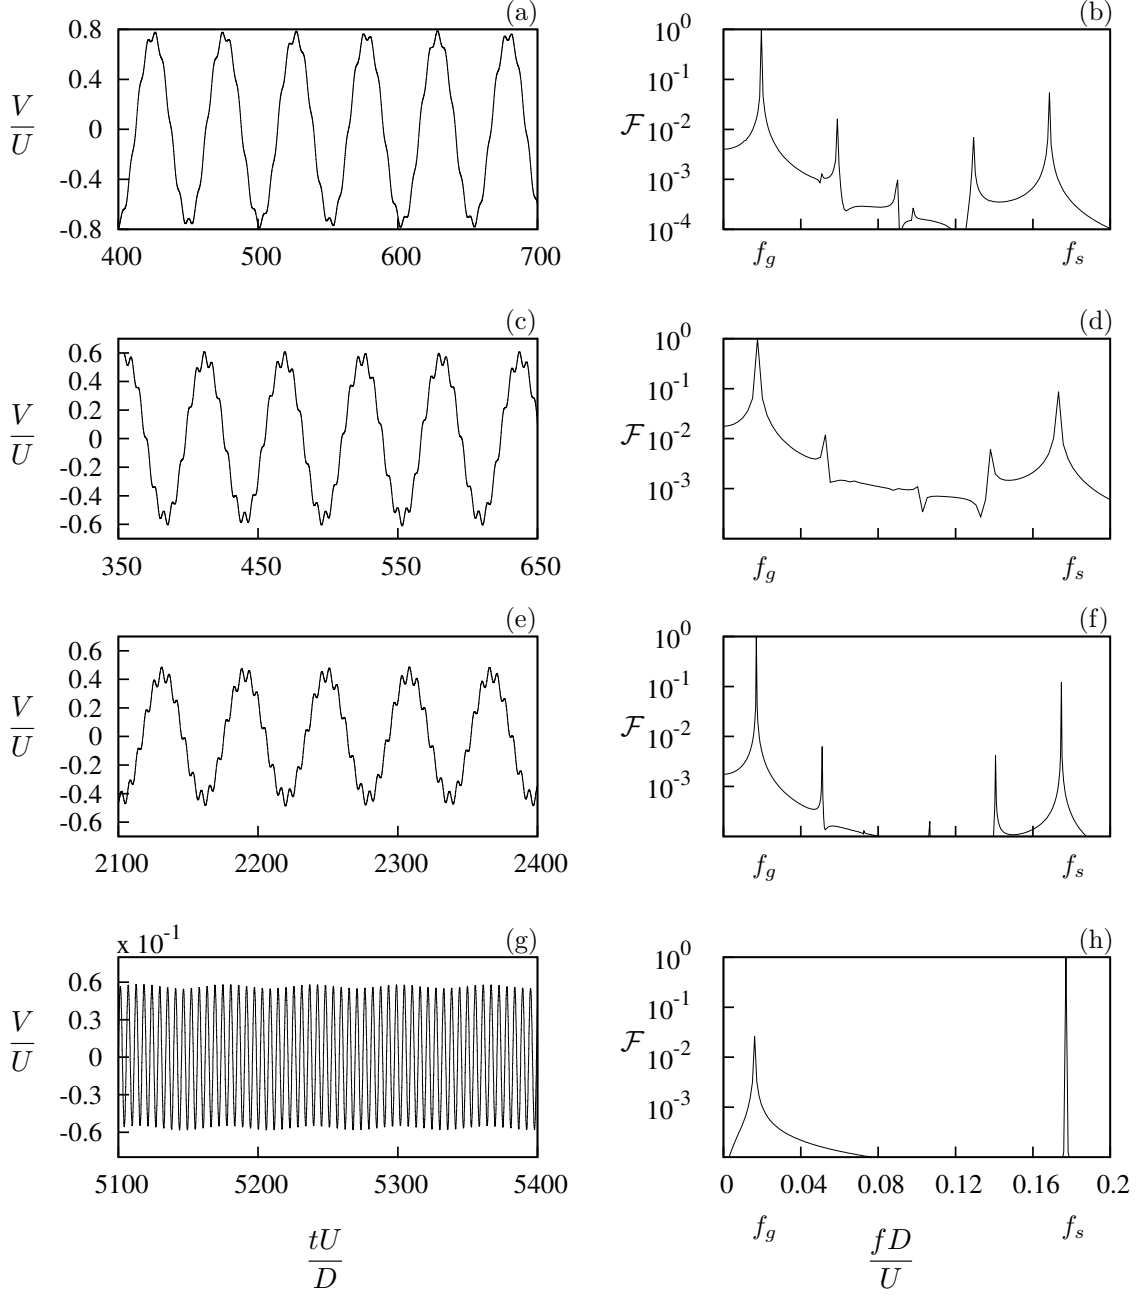 (a)
0.8
0.4
0
-0.4
-0.8
V
U
400 500 600 700
(b)
10^0
10^-1
10^-2
10^-3
10^-4
ℱ
f_g f_s
(c)
0.6
0.4
0.2
0
-0.2
-0.4
-0.6
V
U
350 450 550 650
(d)
10^0
10^-1
10^-2
10^-3
ℱ
f_g f_s
(e)
0.6
0.4
0.2
0
-0.2
-0.4
-0.6
V
U
2100 2200 2300 2400
(f)
10^0
10^-1
10^-2
10^-3
ℱ
f_g f_s
x 10^-1
(g)
0.6
0.3
0
-0.3
-0.6
V
U
5100 5200 5300 5400
tU
D
(h)
10^0
10^-1
10^-2
10^-3
ℱ
0 0.04 0.08 0.12 0.16 0.2
f_g f_s
fD
U